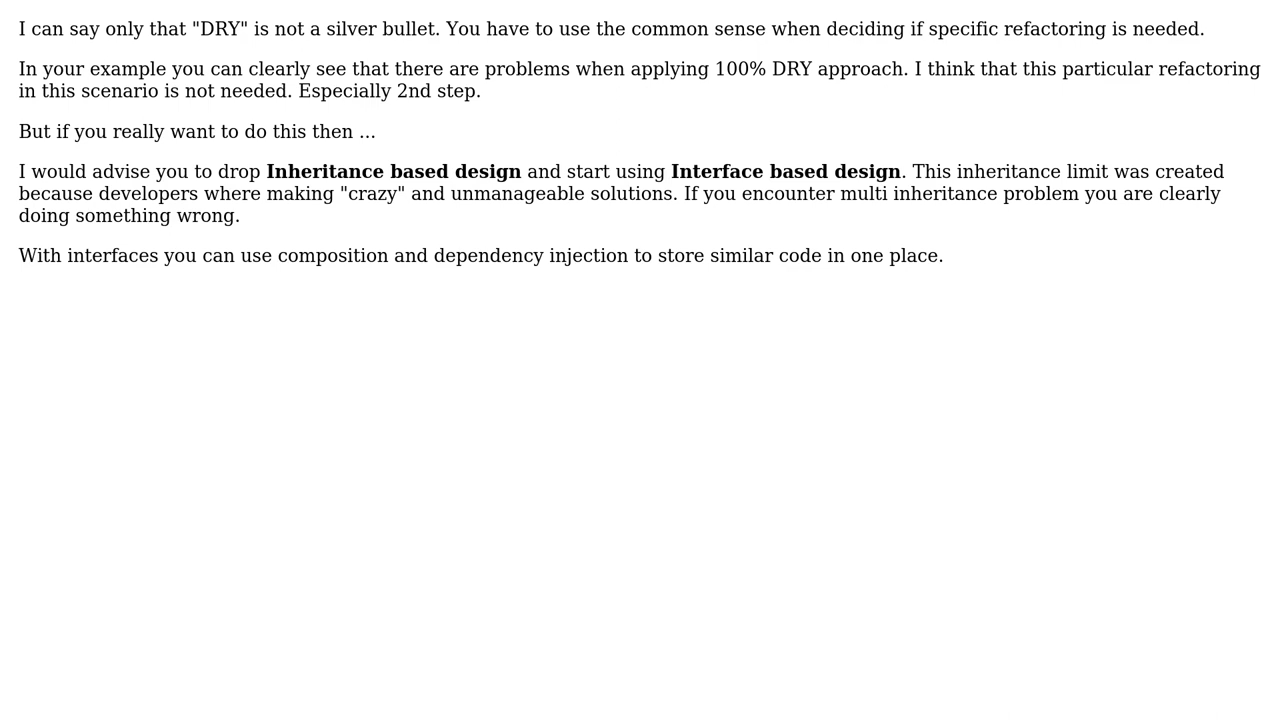 I can say only that "DRY" is not a silver bullet. You have to use the common sense when deciding if specific refactoring is needed.
In your example you can clearly see that there are problems when applying 100% DRY approach. I think that this particular refactoring
in this scenario is not needed. Especially 2nd step.
But if you really want to do this then ...
I would advise you to drop Inheritance based design and start using Interface based design. This inheritance limit was created
because developers where making "crazy" and unmanageable solutions. If you encounter multi inheritance problem you are clearly
doing something wrong.
With interfaces you can use composition and dependency injection to store similar code in one place.